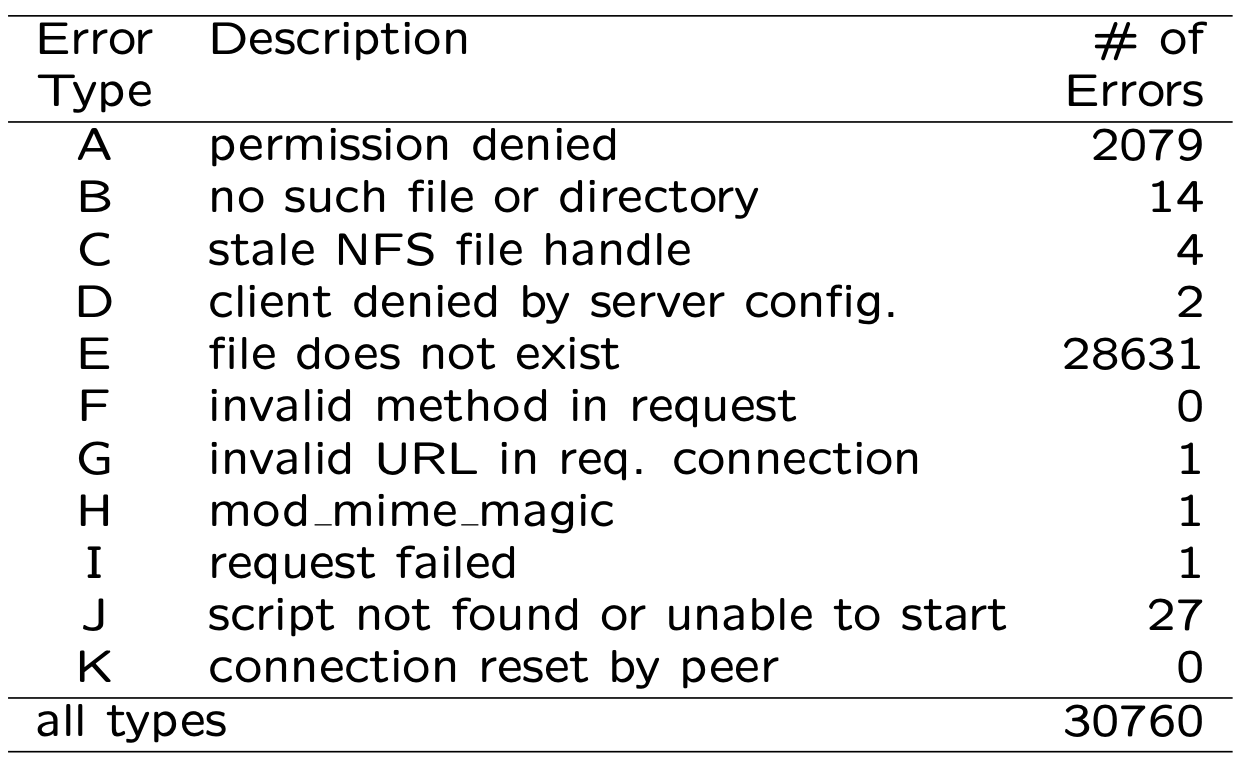 Error Description # of
Type Errors
A permission denied 2079
B no such file or directory 14
C stale NFS file handle 4
D client denied by server config. 2
E file does not exist 28631
F invalid method in request 0
G invalid URL in req. connection 1
H mod_mime_magic 1
I request failed 1
J script not found or unable to start 27
K connection reset by peer 0
all types 30760